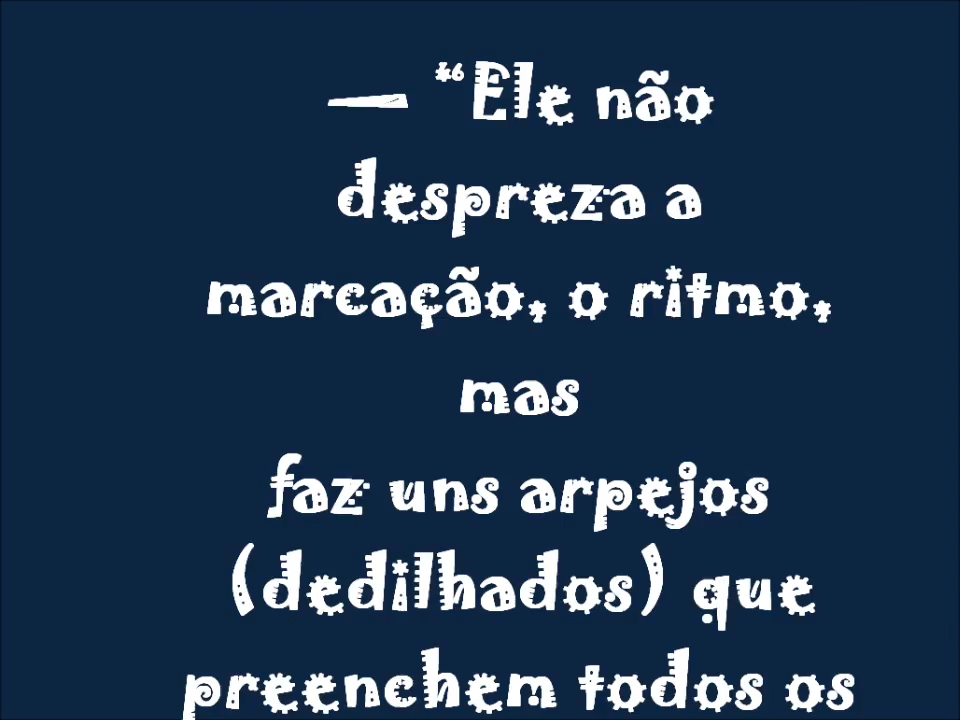 — “Ele não
despreza a
marcação, o ritmo,
mas
faz uns arpejos
(dedilhados) que
preenchem todos os